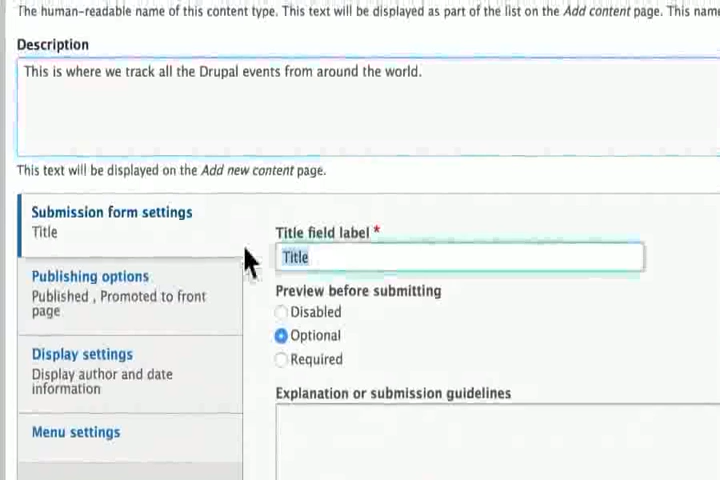 The human-readable name of this content type. This text will be displayed as part of the list on the Add content page. This name
Description
This is where we track all the Drupal events from around the world.
This text will be displayed on the Add new content page.
Submission form settings
Title
Publishing options
Published , Promoted to front
page
Display settings
Display author and date
information
Menu settings
Title field label *
Title
Preview before submitting
Disabled
Optional
Required
Explanation or submission guidelines